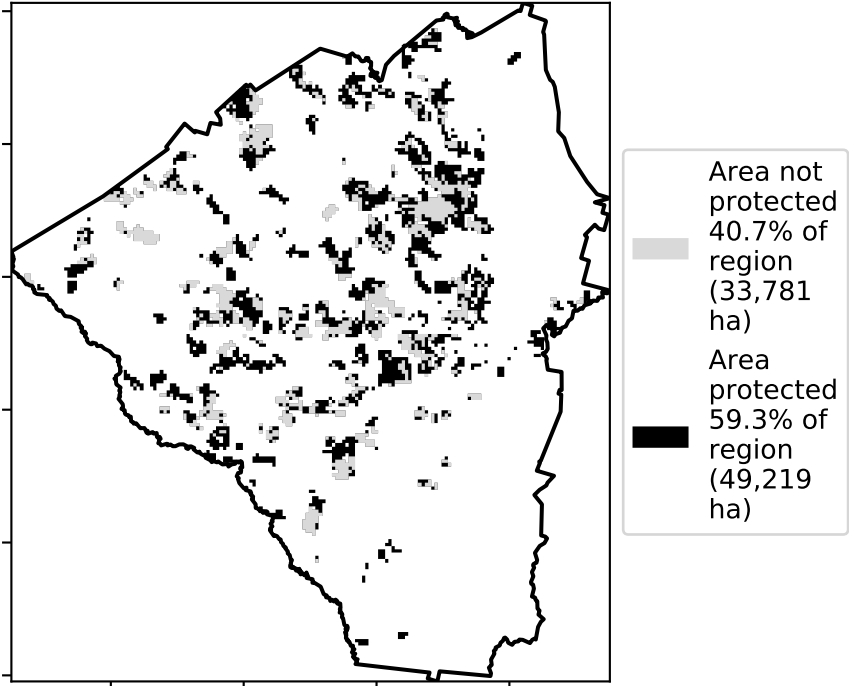 Area not
protected
40.7% of
region
(33,781
ha)
Area
protected
59.3% of
region
(49,219
ha)